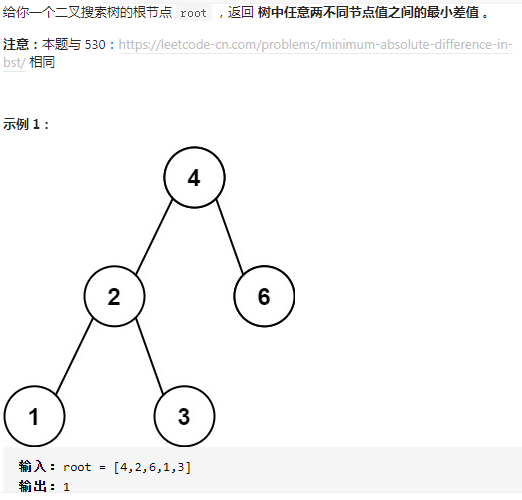 给你一个二叉搜索树的根节点 root ，返回 树中任意两不同节点值之间的最小差值 。
注意：本题与 530：https://leetcode-cn.com/problems/minimum-absolute-difference-in-
bst/ 相同
示例 1：
4
2
6
1
3
输入：root = [4,2,6,1,3]
输出：1